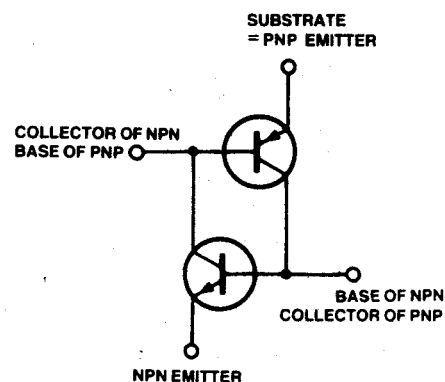 SUBSTRATE
= PNP EMITTER
COLLECTOR OF NPN
BASE OF PNP
BASE OF NPN
COLLECTOR OF PNP
NPN EMITTER